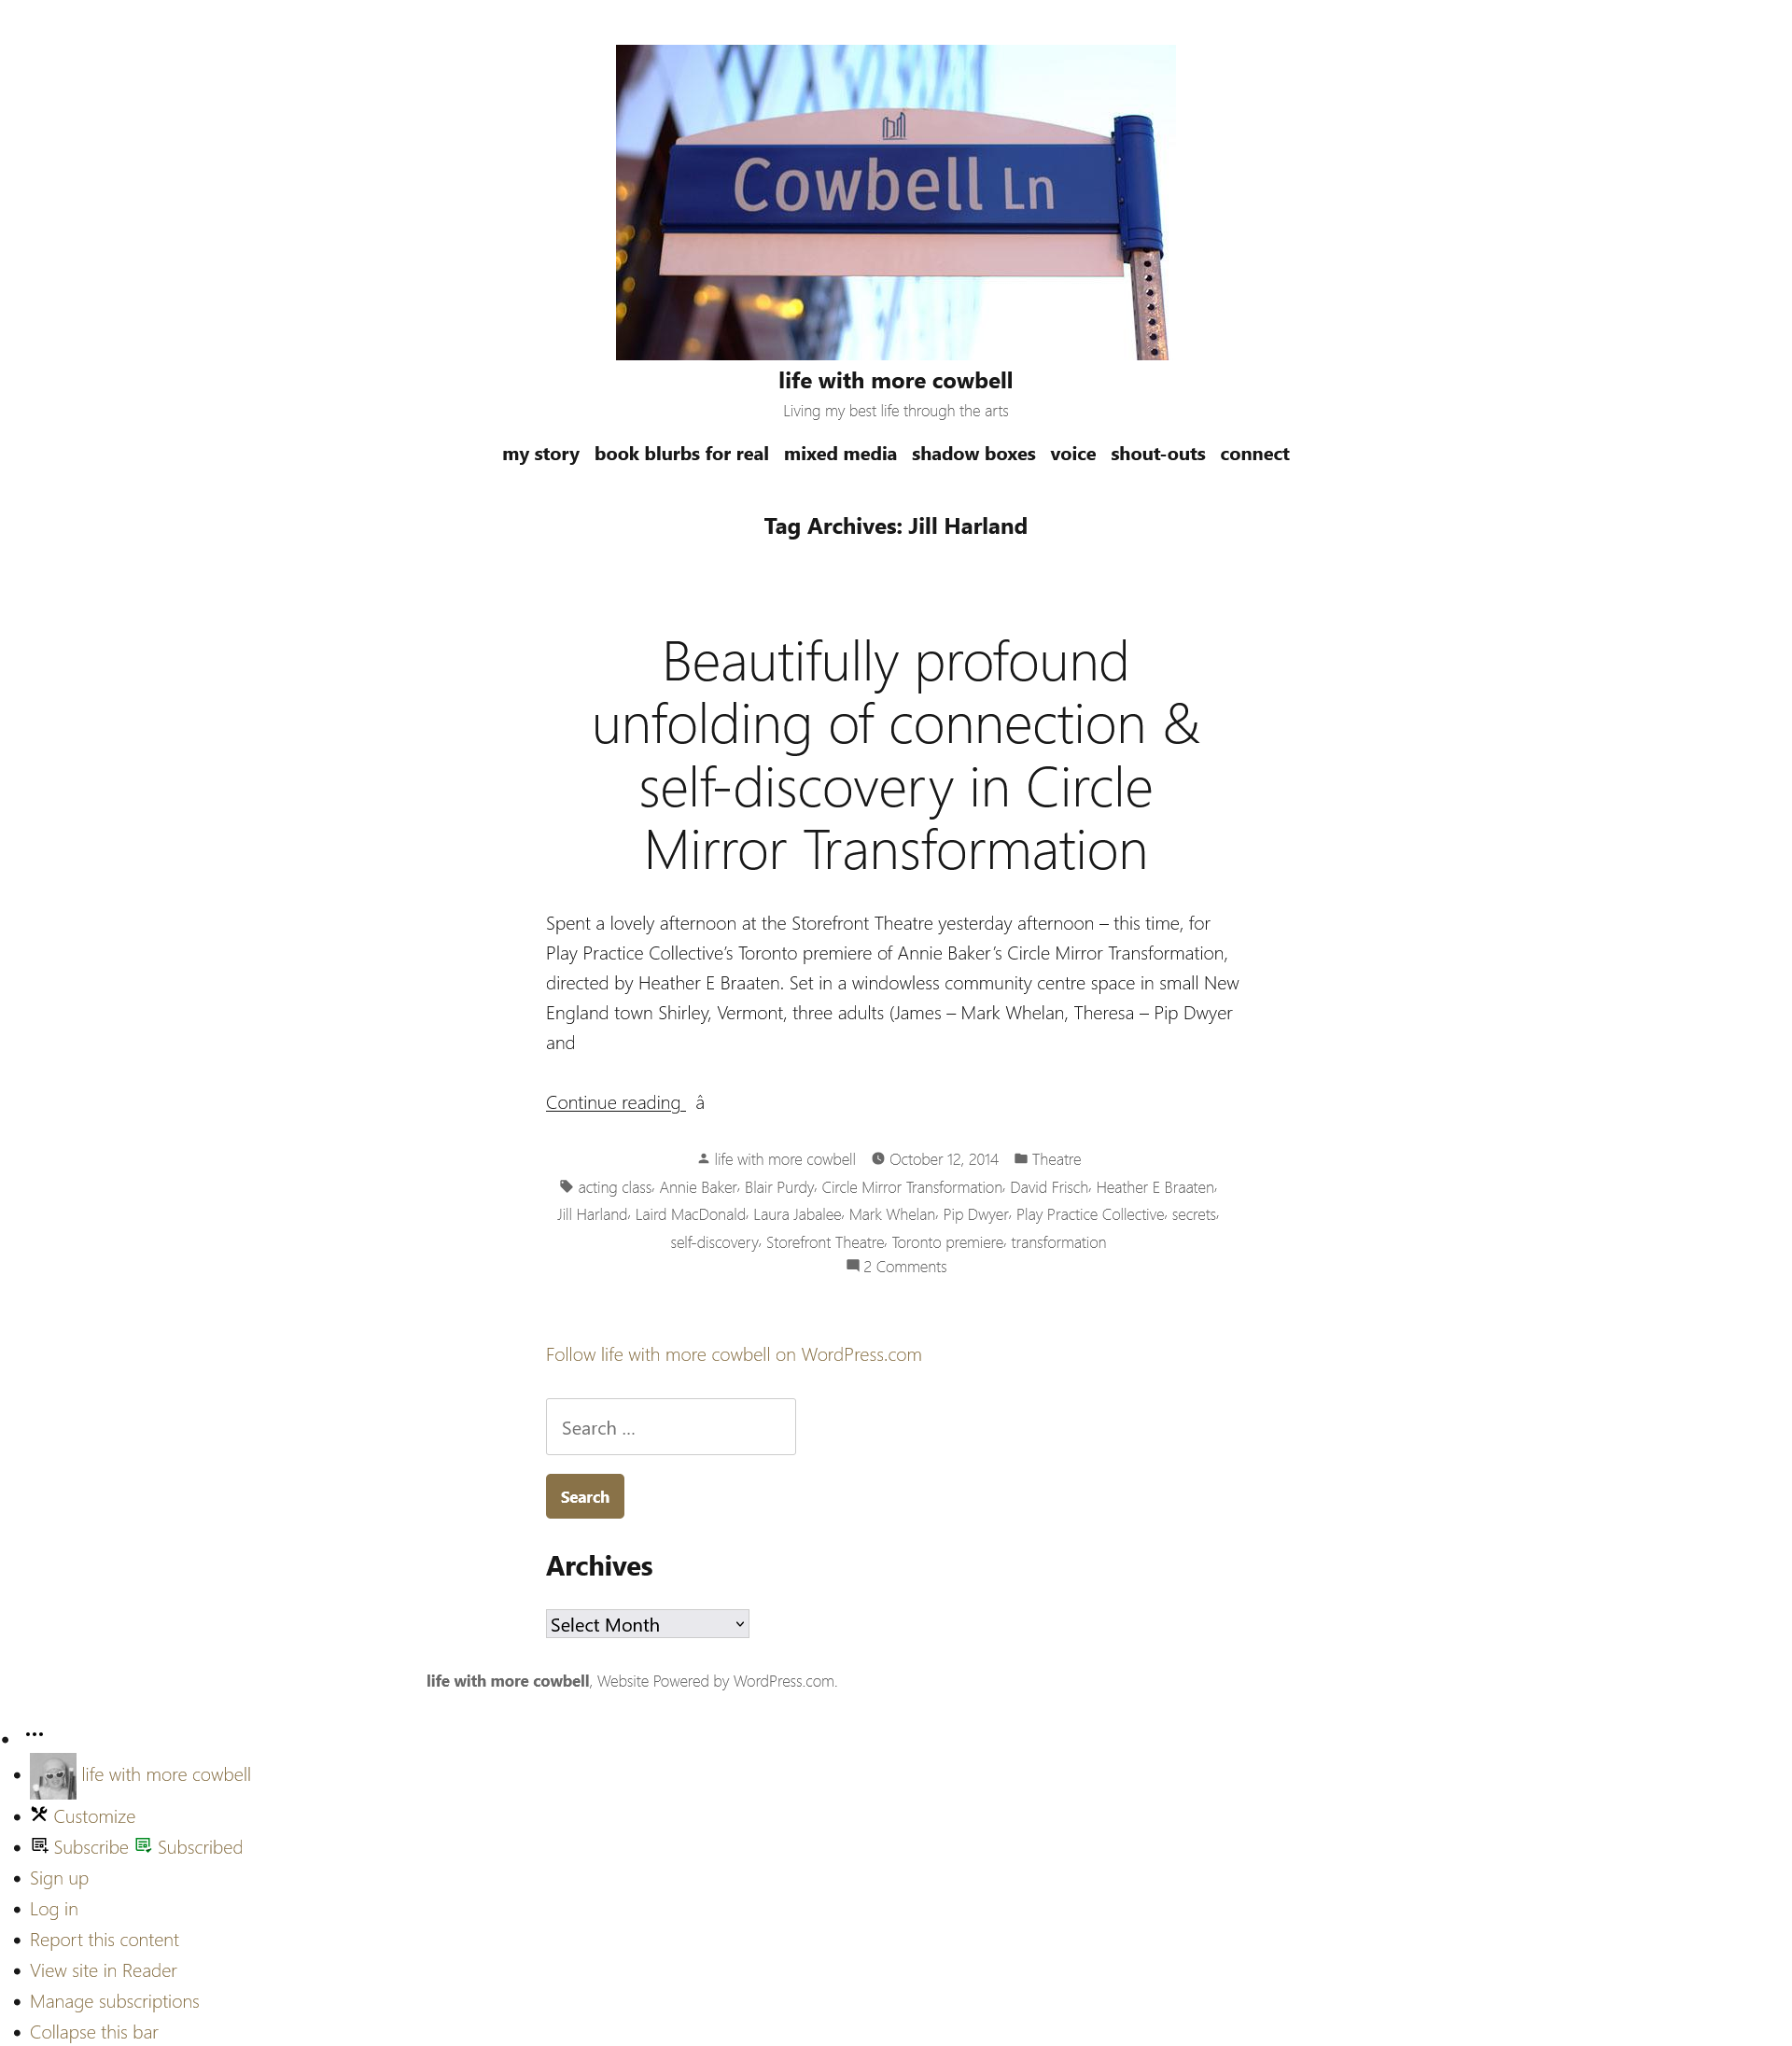 Cowbell Ln
life with more cowbell
Living my best life through the arts
my story book blurbs for real mixed media shadow boxes voice shout-outs connect
Tag Archives: Jill Harland
Beautifully profound
unfolding of connection &
self-discovery in Circle
Mirror Transformation
Spent a lovely afternoon at the Storefront Theatre yesterday afternoon – this time, for
Play Practice Collective’s Toronto premiere of Annie Baker’s Circle Mirror Transformation,
directed by Heather E Braaten. Set in a windowless community centre space in small New
England town Shirley, Vermont, three adults (James – Mark Whelan, Theresa – Pip Dwyer
and
Continue reading â
life with more cowbell October 12, 2014 Theatre
acting class, Annie Baker, Blair Purdy, Circle Mirror Transformation, David Frisch, Heather E Braaten,
Jill Harland, Laird MacDonald, Laura Jabalee, Mark Whelan, Pip Dwyer, Play Practice Collective, secrets,
self-discovery, Storefront Theatre, Toronto premiere, transformation
2 Comments
Follow life with more cowbell on WordPress.com
Search …
Search
Archives
Select Month
life with more cowbell, Website Powered by WordPress.com.
life with more cowbell
Customize
Subscribe Subscribed
Sign up
Log in
Report this content
View site in Reader
Manage subscriptions
Collapse this bar